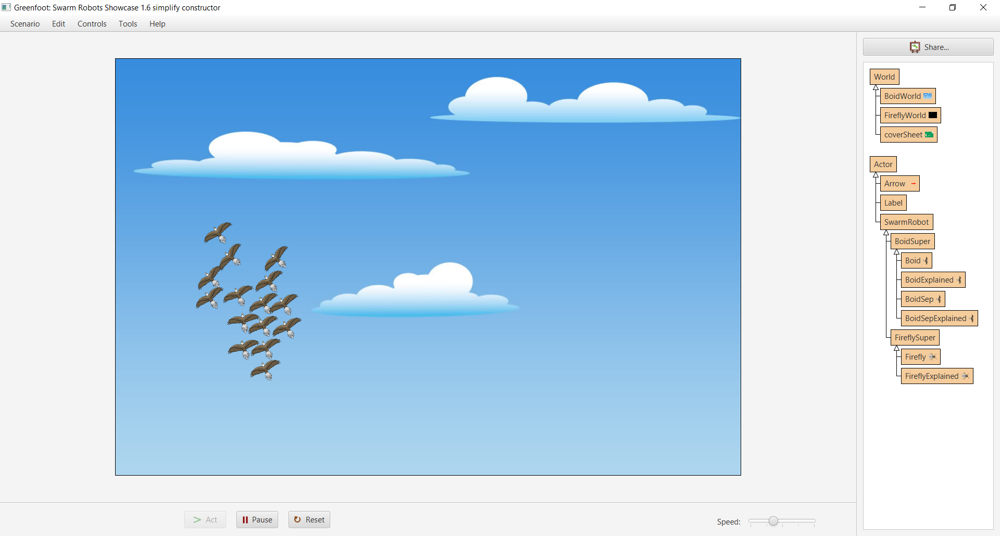 Greenfoot: Swarm Robots Showcase 1.6 simplify constructor
Scenario Edit Controls Tools Help
Share...
World
BoidWorld
FireflyWorld
coverSheet
Actor
Arrow
Label
SwarmRobot
BoidSuper
Boid
BoidExplained
BoidSep
BoidSepExplained
FireflySuper
Firefly
FireflyExplained
> Act Pause Reset Speed: